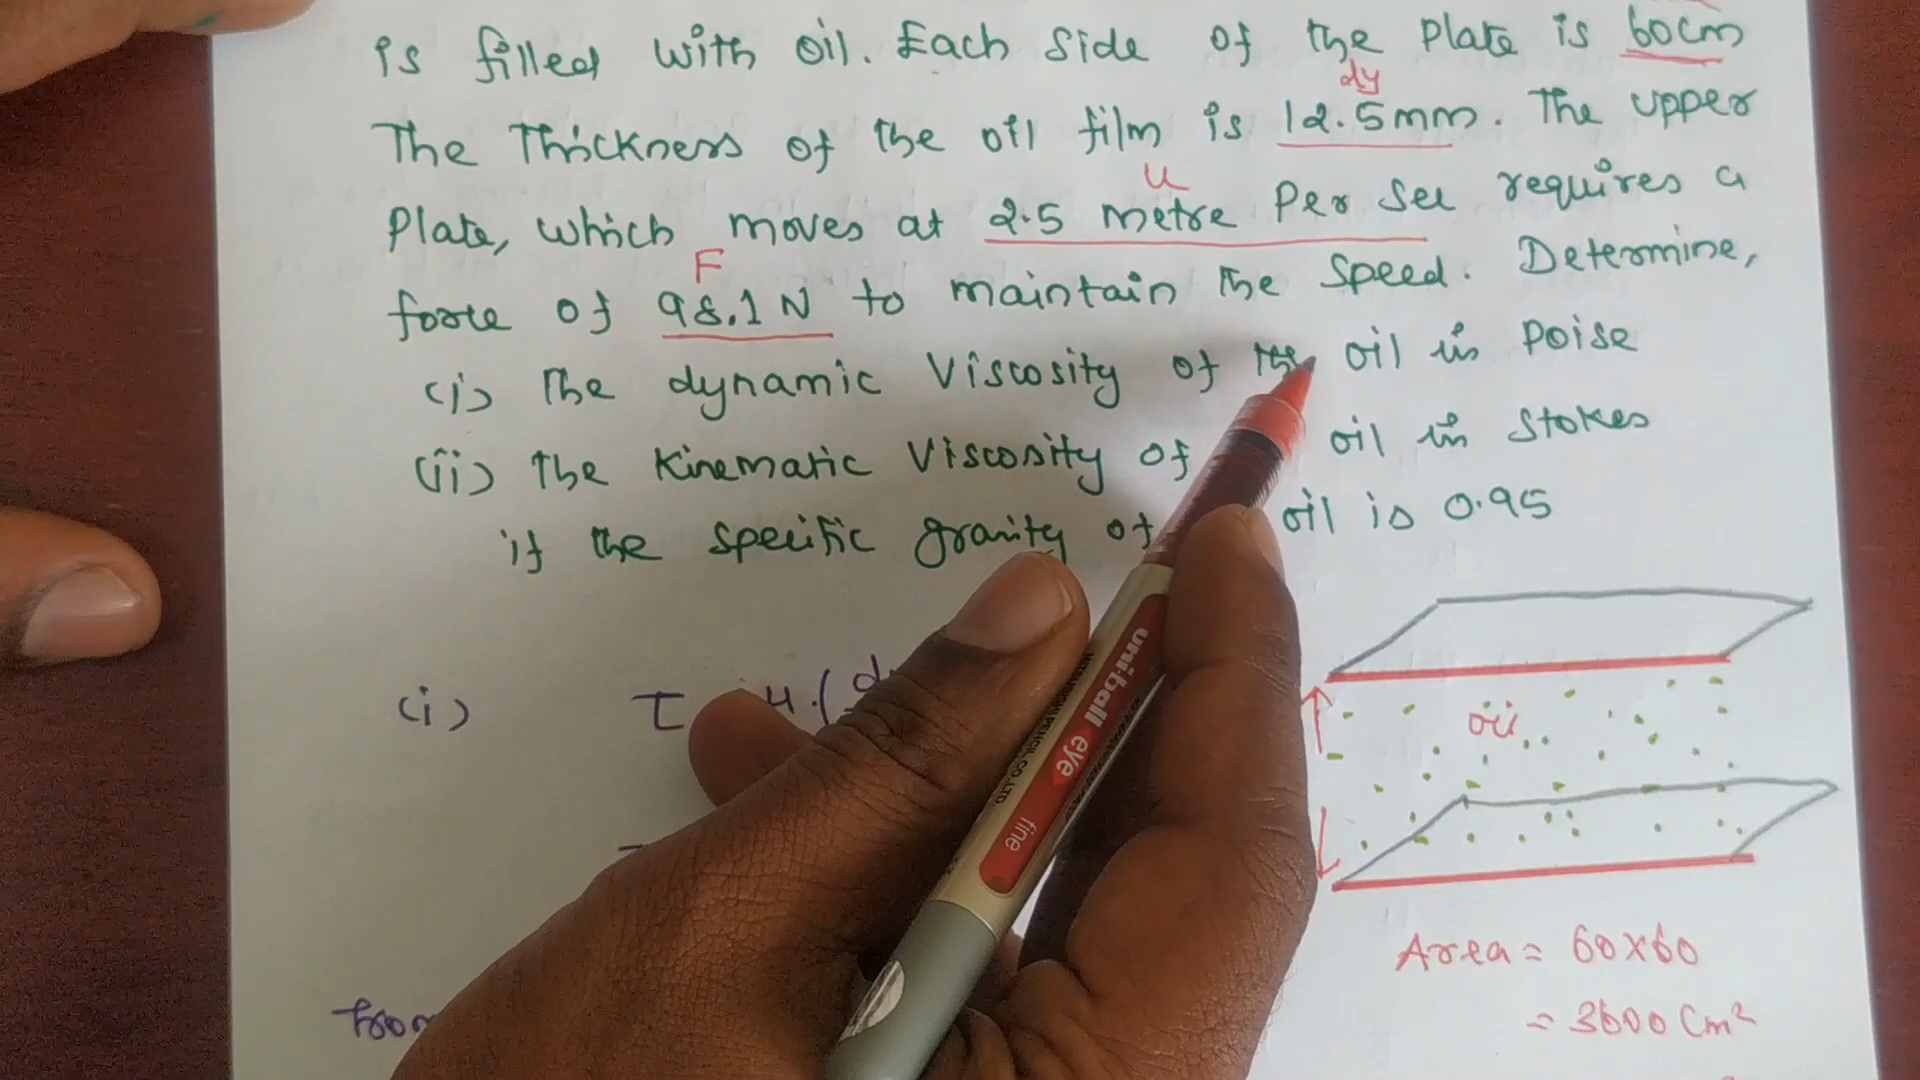 is filled with oil. Each side of the Plate is 60cm
dy
The Thickness of the oil film is 12.5mm. The upper
u
Plate, which moves at 2.5 metre Per Sec requires a
F
force of 98.1 N to maintain the speed. Determine,
(i) The dynamic Viscosity of the oil in Poise
(ii) The Kinematic Viscosity of oil in Stokes
if the specific gravity of oil is 0.95
(i) τ μ.(d
oil
uni-ball eye
fine
Area = 60x60
= 3600 Cm²